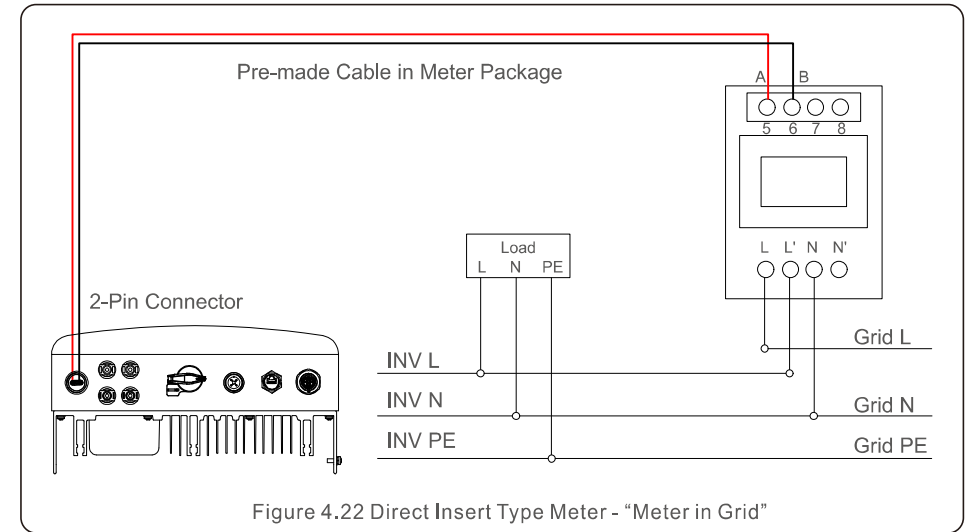 Pre-made Cable in Meter Package
A B
5 6 7 8
L L' N N'
Load
L N PE
2-Pin Connector
INV L
Grid L
INV N
Grid N
INV PE
Grid PE
Figure 4.22 Direct Insert Type Meter - “Meter in Grid”